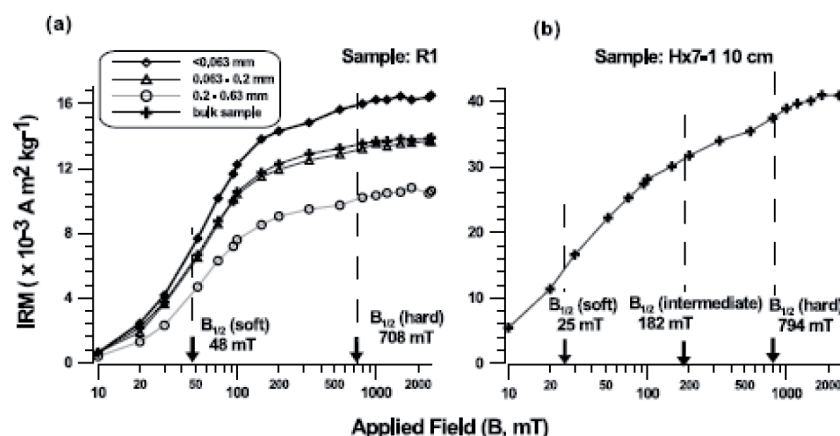 (a)
Sample: R1
<0.063 mm
0.063 - 0.2 mm
0.2 - 0.63 mm
bulk sample
16
12
8
4
0
IRM ( x 10-3 A m2 kg-1)
B1/2 (soft)
48 mT
B1/2 (hard)
708 mT
10 20 50 100 200 500 1000 2000
(b)
Sample: Hx7-1 10 cm
40
30
20
10
0
B1/2 (soft)
25 mT
B1/2 (intermediate)
182 mT
B1/2 (hard)
794 mT
10 20 50 100 200 500 1000 2000
Applied Field (B, mT)